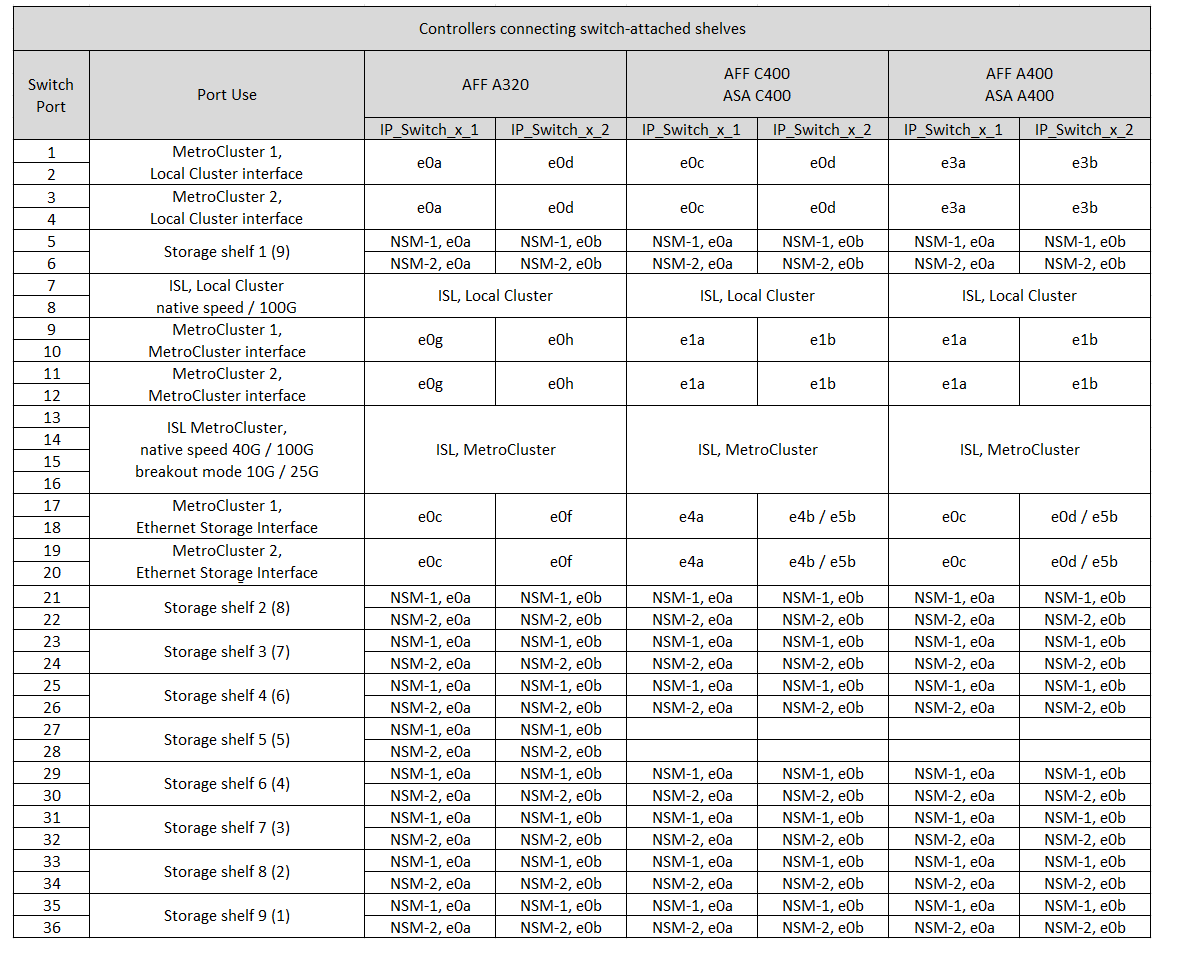 Controllers connecting switch-attached shelves
Switch Port
Port Use
AFF A320
AFF C400
ASA C400
AFF A400
ASA A400
IP_Switch_x_1 IP_Switch_x_2 IP_Switch_x_1 IP_Switch_x_2 IP_Switch_x_1 IP_Switch_x_2
1 MetroCluster 1,
2 Local Cluster interface e0a e0d e0c e0d e3a e3b
3 MetroCluster 2,
4 Local Cluster interface e0a e0d e0c e0d e3a e3b
5 Storage shelf 1 (9) NSM-1, e0a NSM-1, e0b NSM-1, e0a NSM-1, e0b NSM-1, e0a NSM-1, e0b
6 NSM-2, e0a NSM-2, e0b NSM-2, e0a NSM-2, e0b NSM-2, e0a NSM-2, e0b
7 ISL, Local Cluster
8 native speed / 100G ISL, Local Cluster ISL, Local Cluster ISL, Local Cluster
9 MetroCluster 1,
10 MetroCluster interface e0g e0h e1a e1b e1a e1b
11 MetroCluster 2,
12 MetroCluster interface e0g e0h e1a e1b e1a e1b
13
14 ISL MetroCluster,
15 native speed 40G / 100G ISL, MetroCluster ISL, MetroCluster ISL, MetroCluster
16 breakout mode 10G / 25G
17 MetroCluster 1,
18 Ethernet Storage Interface e0c e0f e4a e4b / e5b e0c e0d / e5b
19 MetroCluster 2,
20 Ethernet Storage Interface e0c e0f e4a e4b / e5b e0c e0d / e5b
21 Storage shelf 2 (8) NSM-1, e0a NSM-1, e0b NSM-1, e0a NSM-1, e0b NSM-1, e0a NSM-1, e0b
22 NSM-2, e0a NSM-2, e0b NSM-2, e0a NSM-2, e0b NSM-2, e0a NSM-2, e0b
23 Storage shelf 3 (7) NSM-1, e0a NSM-1, e0b NSM-1, e0a NSM-1, e0b NSM-1, e0a NSM-1, e0b
24 NSM-2, e0a NSM-2, e0b NSM-2, e0a NSM-2, e0b NSM-2, e0a NSM-2, e0b
25 Storage shelf 4 (6) NSM-1, e0a NSM-1, e0b NSM-1, e0a NSM-1, e0b NSM-1, e0a NSM-1, e0b
26 NSM-2, e0a NSM-2, e0b NSM-2, e0a NSM-2, e0b NSM-2, e0a NSM-2, e0b
27 Storage shelf 5 (5) NSM-1, e0a NSM-1, e0b
28 NSM-2, e0a NSM-2, e0b
29 Storage shelf 6 (4) NSM-1, e0a NSM-1, e0b NSM-1, e0a NSM-1, e0b NSM-1, e0a NSM-1, e0b
30 NSM-2, e0a NSM-2, e0b NSM-2, e0a NSM-2, e0b NSM-2, e0a NSM-2, e0b
31 Storage shelf 7 (3) NSM-1, e0a NSM-1, e0b NSM-1, e0a NSM-1, e0b NSM-1, e0a NSM-1, e0b
32 NSM-2, e0a NSM-2, e0b NSM-2, e0a NSM-2, e0b NSM-2, e0a NSM-2, e0b
33 Storage shelf 8 (2) NSM-1, e0a NSM-1, e0b NSM-1, e0a NSM-1, e0b NSM-1, e0a NSM-1, e0b
34 NSM-2, e0a NSM-2, e0b NSM-2, e0a NSM-2, e0b NSM-2, e0a NSM-2, e0b
35 Storage shelf 9 (1) NSM-1, e0a NSM-1, e0b NSM-1, e0a NSM-1, e0b NSM-1, e0a NSM-1, e0b
36 NSM-2, e0a NSM-2, e0b NSM-2, e0a NSM-2, e0b NSM-2, e0a NSM-2, e0b